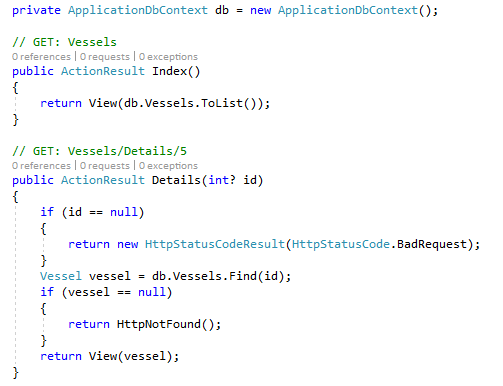 private ApplicationDbContext db = new ApplicationDbContext();
// GET: Vessels
0 references | 0 requests | 0 exceptions
public ActionResult Index()
{
    return View(db.Vessels.ToList());
}
// GET: Vessels/Details/5
0 references | 0 requests | 0 exceptions
public ActionResult Details(int? id)
{
    if (id == null)
    {
        return new HttpStatusCodeResult(HttpStatusCode.BadRequest);
    }
    Vessel vessel = db.Vessels.Find(id);
    if (vessel == null)
    {
        return HttpNotFound();
    }
    return View(vessel);
}